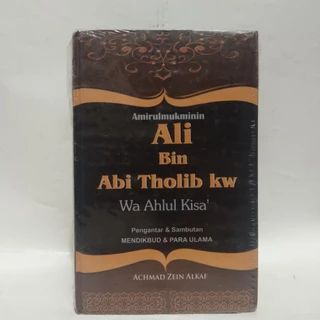 Amirulmukminin
Ali
Bin
Abi Tholib kw
Wa Ahlul Kisa'
Pengantar & Sambutan
MENDIKBUD & PARA ULAMA
ACHMAD ZEIN ALKAF